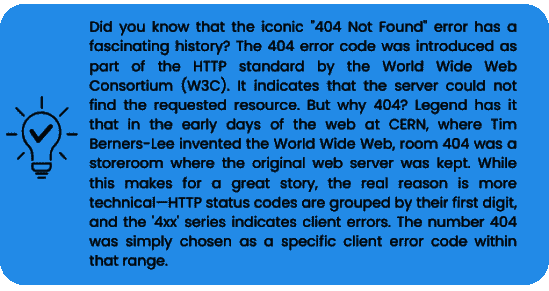 Did you know that the iconic "404 Not Found" error has a
fascinating history? The 404 error code was introduced as
part of the HTTP standard by the World Wide Web
Consortium (W3C). It indicates that the server could not
find the requested resource. But why 404? Legend has it
that in the early days of the web at CERN, where Tim
Berners-Lee invented the World Wide Web, room 404 was a
storeroom where the original web server was kept. While
this makes for a great story, the real reason is more
technical—HTTP status codes are grouped by their first digit,
and the '4xx' series indicates client errors. The number 404
was simply chosen as a specific client error code within
that range.